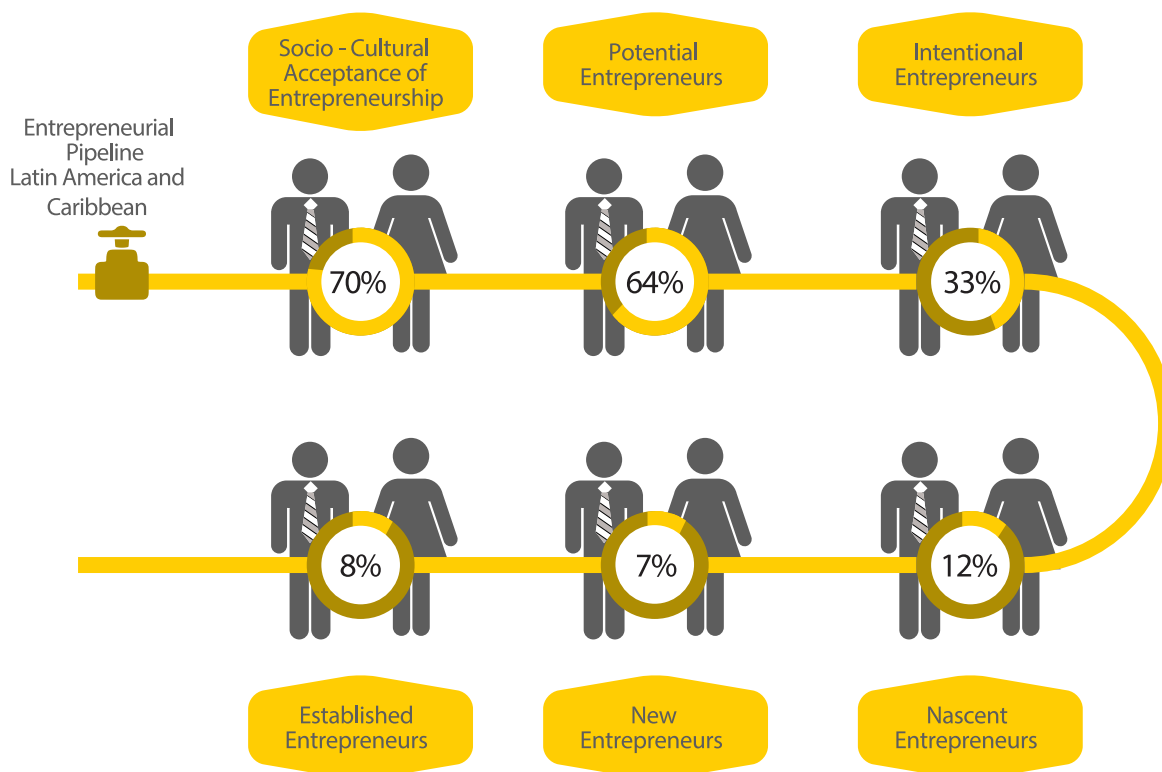 Entrepreneurial
Pipeline
Latin America and
Caribbean
Socio - Cultural
Acceptance of
Entrepreneurship
Potential
Entrepreneurs
Intentional
Entrepreneurs
70%
64%
33%
8%
7%
12%
Established
Entrepreneurs
New
Entrepreneurs
Nascent
Entrepreneurs